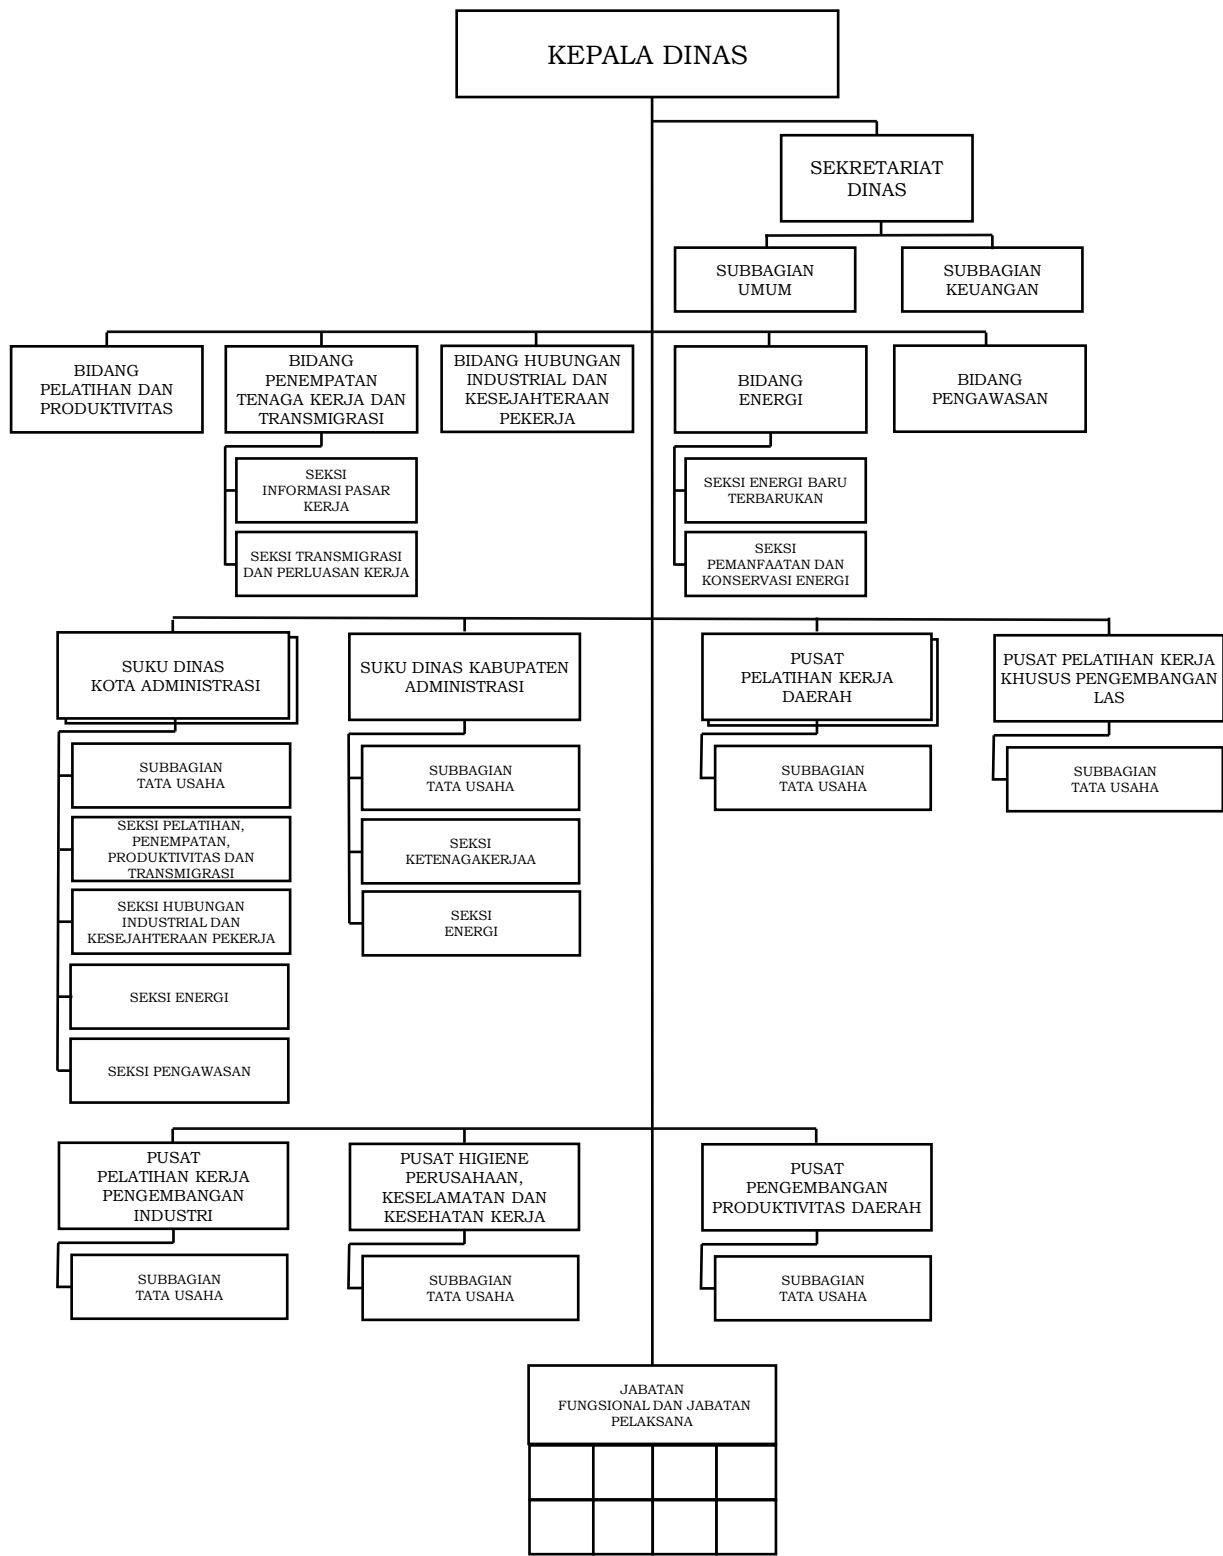 KEPALA DINAS
SEKRETARIAT
DINAS
SUBBAGIAN
UMUM
SUBBAGIAN
KEUANGAN
BIDANG
PELATIHAN DAN
PRODUKTIVITAS
BIDANG
PENEMPATAN
TENAGA KERJA DAN
TRANSMIGRASI
BIDANG HUBUNGAN
INDUSTRIAL DAN
KESEJAHTERAAN
PEKERJA
BIDANG
ENERGI
BIDANG
PENGAWASAN
SEKSI
INFORMASI PASAR
KERJA
SEKSI TRANSMIGRASI
DAN PERLUASAN KERJA
SEKSI ENERGI BARU
TERBARUKAN
SEKSI
PEMANFAATAN DAN
KONSERVASI ENERGI
SUKU DINAS
KOTA ADMINISTRASI
SUKU DINAS KABUPATEN
ADMINISTRASI
PUSAT
PELATIHAN KERJA
DAERAH
PUSAT PELATIHAN KERJA
KHUSUS PENGEMBANGAN
LAS
SUBBAGIAN
TATA USAHA
SEKSI PELATIHAN,
PENEMPATAN,
PRODUKTIVITAS DAN
TRANSMIGRASI
SEKSI HUBUNGAN
INDUSTRIAL DAN
KESEJAHTERAAN PEKERJA
SEKSI ENERGI
SEKSI PENGAWASAN
SUBBAGIAN
TATA USAHA
SEKSI
KETENAGAKERJAA
SEKSI
ENERGI
SUBBAGIAN
TATA USAHA
SUBBAGIAN
TATA USAHA
PUSAT
PELATIHAN KERJA
PENGEMBANGAN
INDUSTRI
PUSAT HIGIENE
PERUSAHAAN,
KESELAMATAN DAN
KESEHATAN KERJA
PUSAT
PENGEMBANGAN
PRODUKTIVITAS DAERAH
SUBBAGIAN
TATA USAHA
SUBBAGIAN
TATA USAHA
SUBBAGIAN
TATA USAHA
JABATAN
FUNGSIONAL DAN JABATAN
PELAKSANA